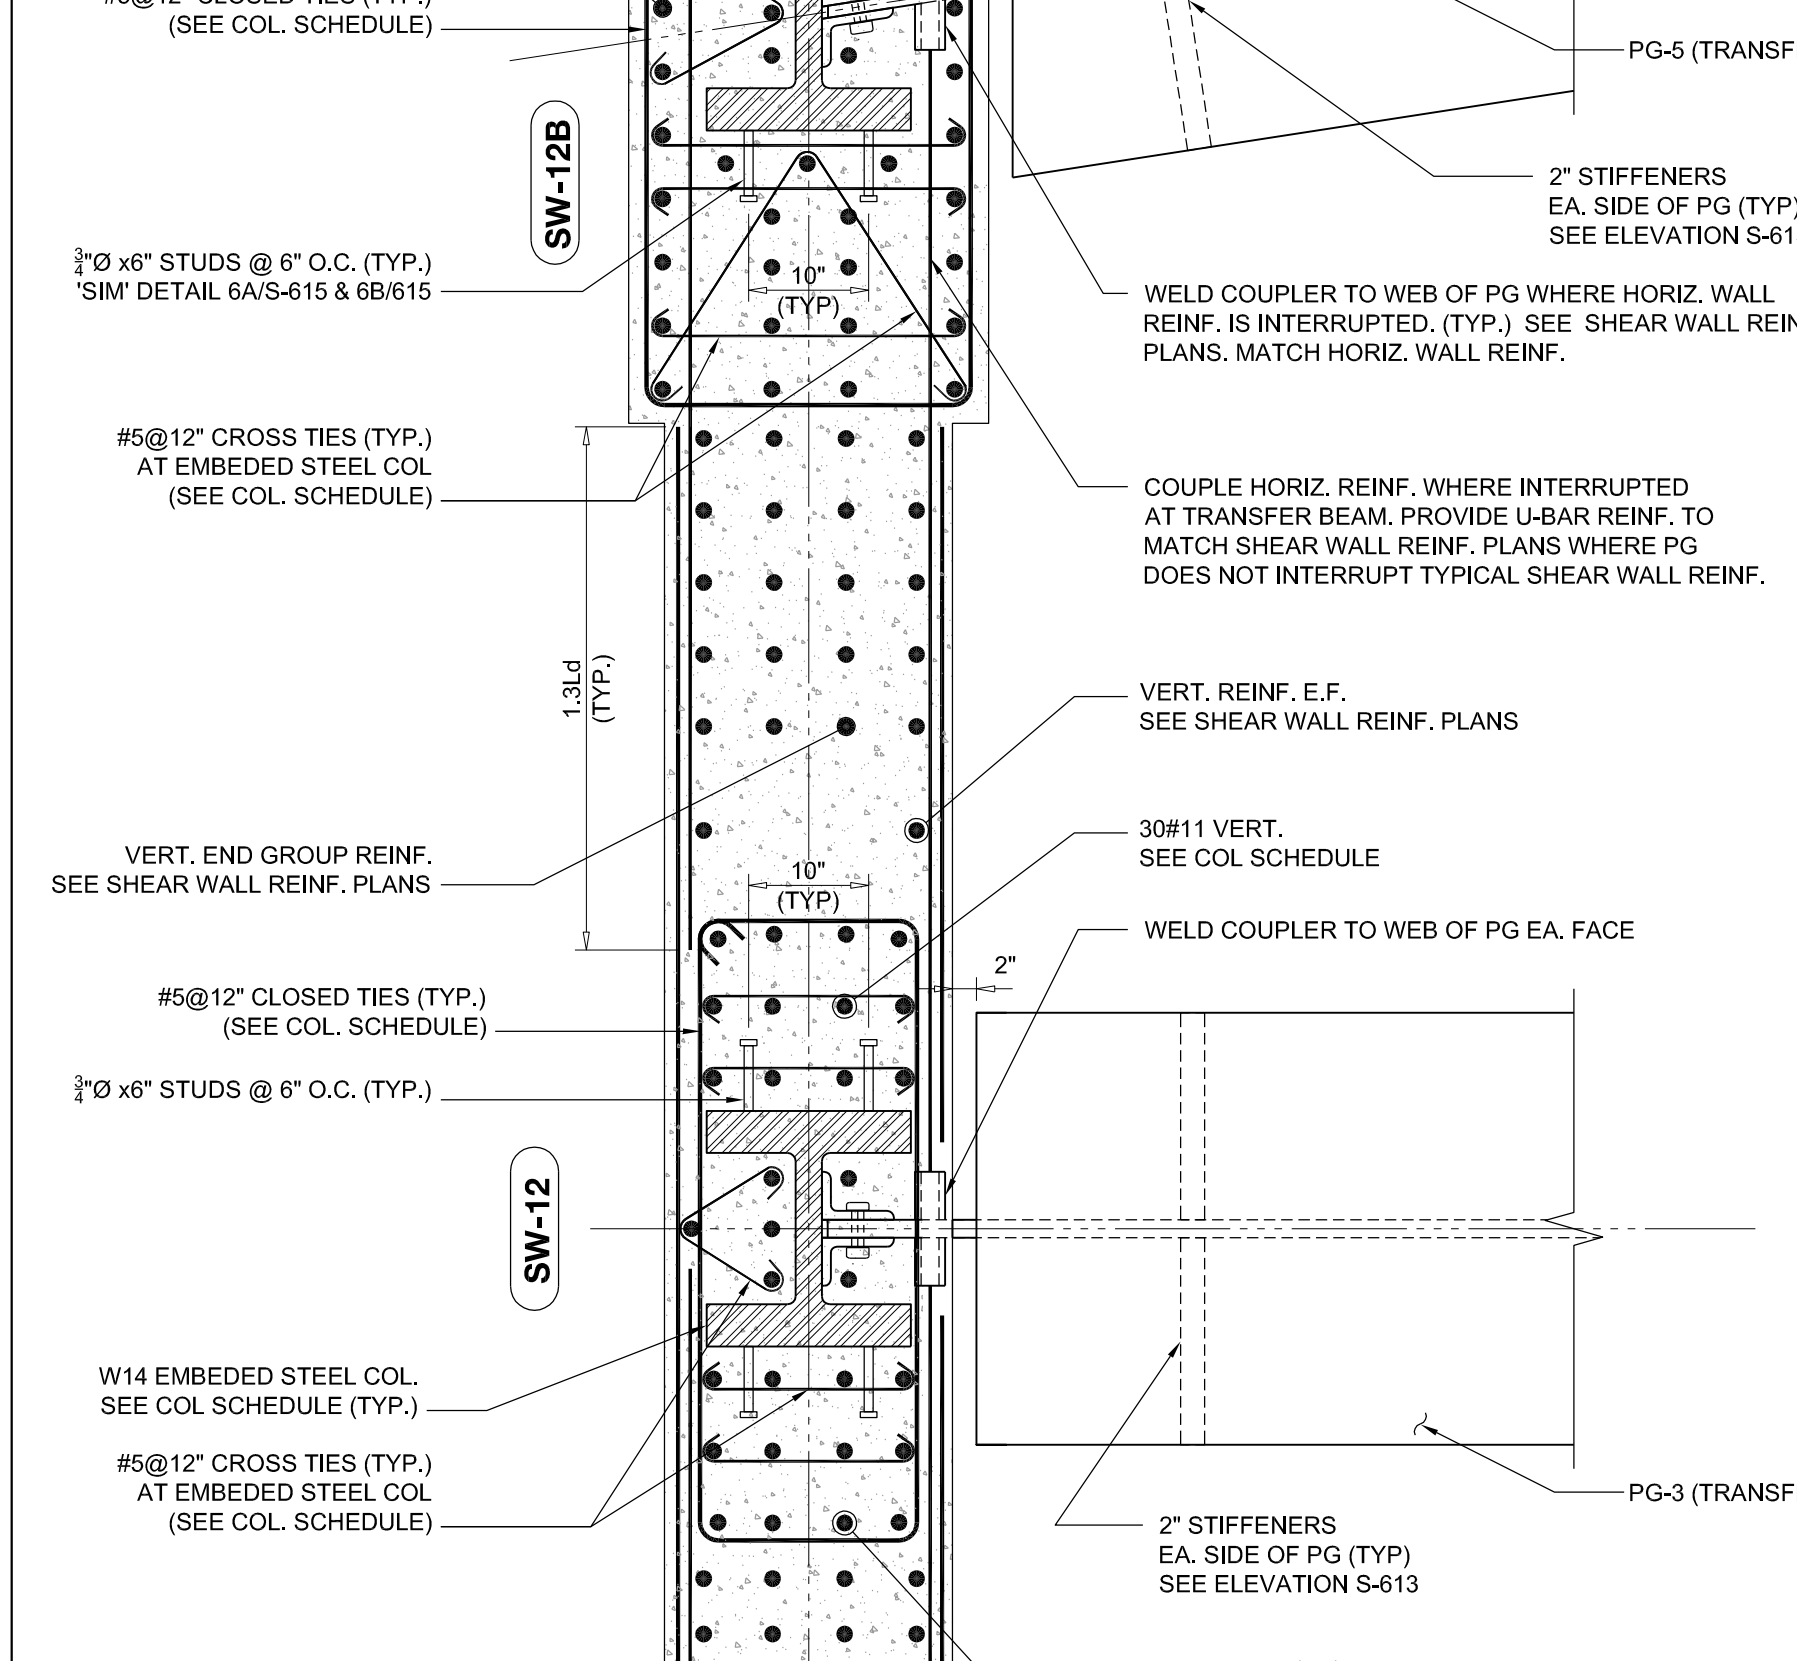 #5@12" CLOSED TIES (TYP.)
(SEE COL. SCHEDULE)
SW-12B
3/4"Ø x6" STUDS @ 6" O.C. (TYP.)
'SIM' DETAIL 6A/S-615 & 6B/615
10"
(TYP)
#5@12" CROSS TIES (TYP.)
AT EMBEDED STEEL COL
(SEE COL. SCHEDULE)
1.3Ld
(TYP.)
VERT. END GROUP REINF.
SEE SHEAR WALL REINF. PLANS
10"
(TYP)
#5@12" CLOSED TIES (TYP.)
(SEE COL. SCHEDULE)
3/4"Ø x6" STUDS @ 6" O.C. (TYP.)
SW-12
W14 EMBEDED STEEL COL.
SEE COL SCHEDULE (TYP.)
#5@12" CROSS TIES (TYP.)
AT EMBEDED STEEL COL
(SEE COL. SCHEDULE)
PG-5 (TRANSF
2" STIFFENERS
EA. SIDE OF PG (TYP)
SEE ELEVATION S-61
WELD COUPLER TO WEB OF PG WHERE HORIZ. WALL
REINF. IS INTERRUPTED. (TYP.) SEE SHEAR WALL REIN
PLANS. MATCH HORIZ. WALL REINF.
COUPLE HORIZ. REINF. WHERE INTERRUPTED
AT TRANSFER BEAM. PROVIDE U-BAR REINF. TO
MATCH SHEAR WALL REINF. PLANS WHERE PG
DOES NOT INTERRUPT TYPICAL SHEAR WALL REINF.
VERT. REINF. E.F.
SEE SHEAR WALL REINF. PLANS
30#11 VERT.
SEE COL SCHEDULE
WELD COUPLER TO WEB OF PG EA. FACE
2"
PG-3 (TRANSF
2" STIFFENERS
EA. SIDE OF PG (TYP)
SEE ELEVATION S-613